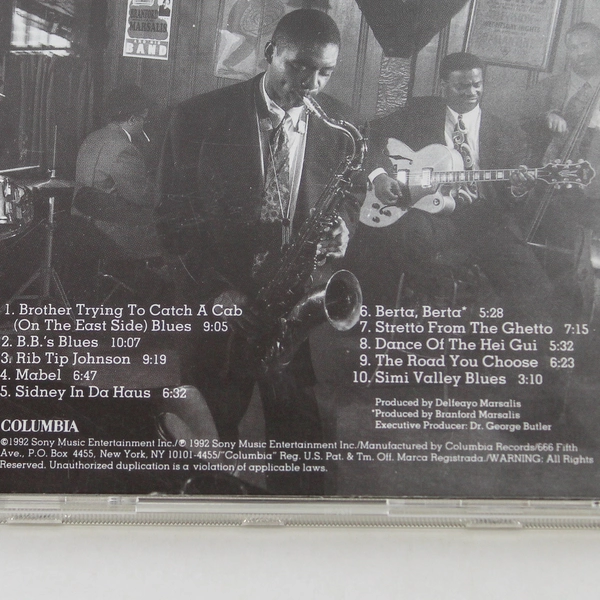 BRANFORD
MARSALIS
BAND
1. Brother Trying To Catch A Cab
(On The East Side) Blues 9:05
2. B.B.'s Blues 10:07
3. Rib Tip Johnson 9:19
4. Mabel 6:47
5. Sidney In Da Haus 6:32
6. Berta, Berta* 5:28
7. Stretto From The Ghetto 7:15
8. Dance Of The Hei Gui 5:32
9. The Road You Choose 6:23
10. Simi Valley Blues 3:10
Produced by Delfeayo Marsalis
*Produced by Branford Marsalis
Executive Producer: Dr. George Butler
COLUMBIA
©1992 Sony Music Entertainment Inc./℗ 1992 Sony Music Entertainment Inc./Manufactured by Columbia Records/666 Fifth
Ave., P.O. Box 4455, New York, NY 10101-4455/"Columbia" Reg. U.S. Pat. & Tm. Off. Marca Registrada./WARNING: All Rights
Reserved. Unauthorized duplication is a violation of applicable laws.